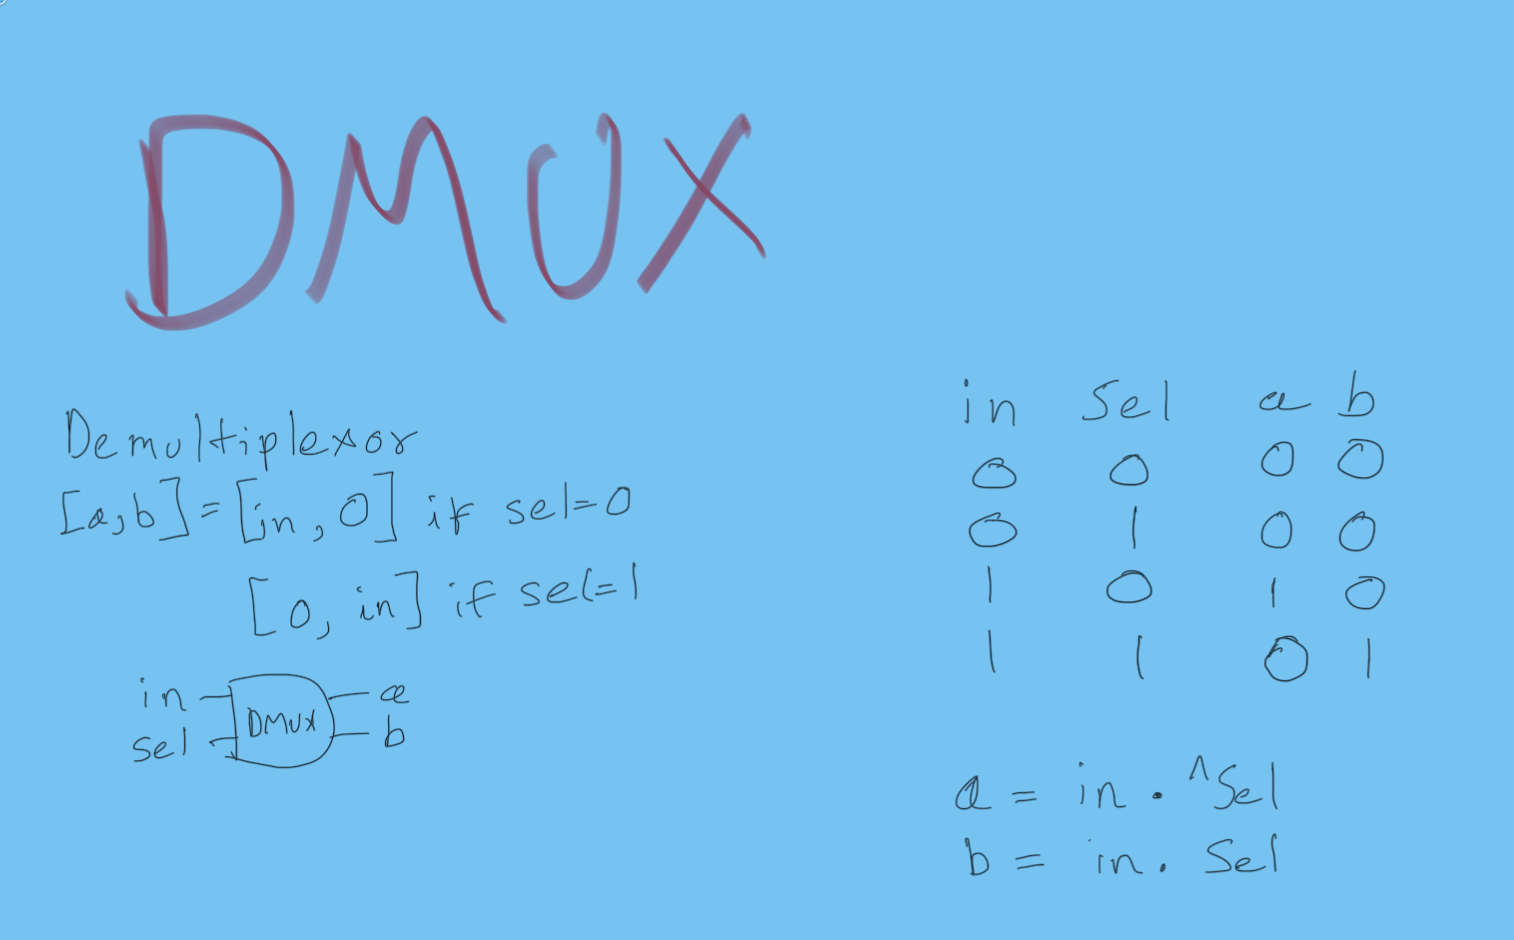 DMUX
Demultiplexor
[a,b] = [in, 0] if sel=0
[0, in] if sel=1
in
sel
DMUX
a
b
in sel a b
0 0 0 0
0 1 0 0
1 0 1 0
1 1 0 1
a = in . ^Sel
b = in . Sel